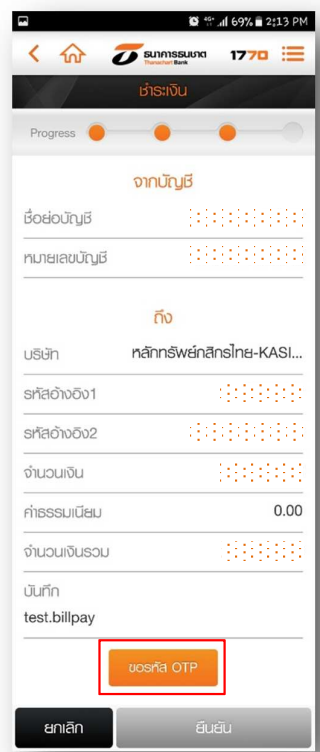 4G+ 69% 2:13 PM
ธนาคารธนชาต
Thanachart Bank
1770
ชำระเงิน
Progress
จากบัญชี
ชื่อย่อบัญชี
หมายเลขบัญชี
ถึง
บริษัท หลักทรัพย์กสิกรไทย-KASI...
รหัสอ้างอิง1
รหัสอ้างอิง2
จำนวนเงิน
ค่าธรรมเนียม 0.00
จำนวนเงินรวม
บันทึก
test.billpay
ขอรหัส OTP
ยกเลิก ยืนยัน